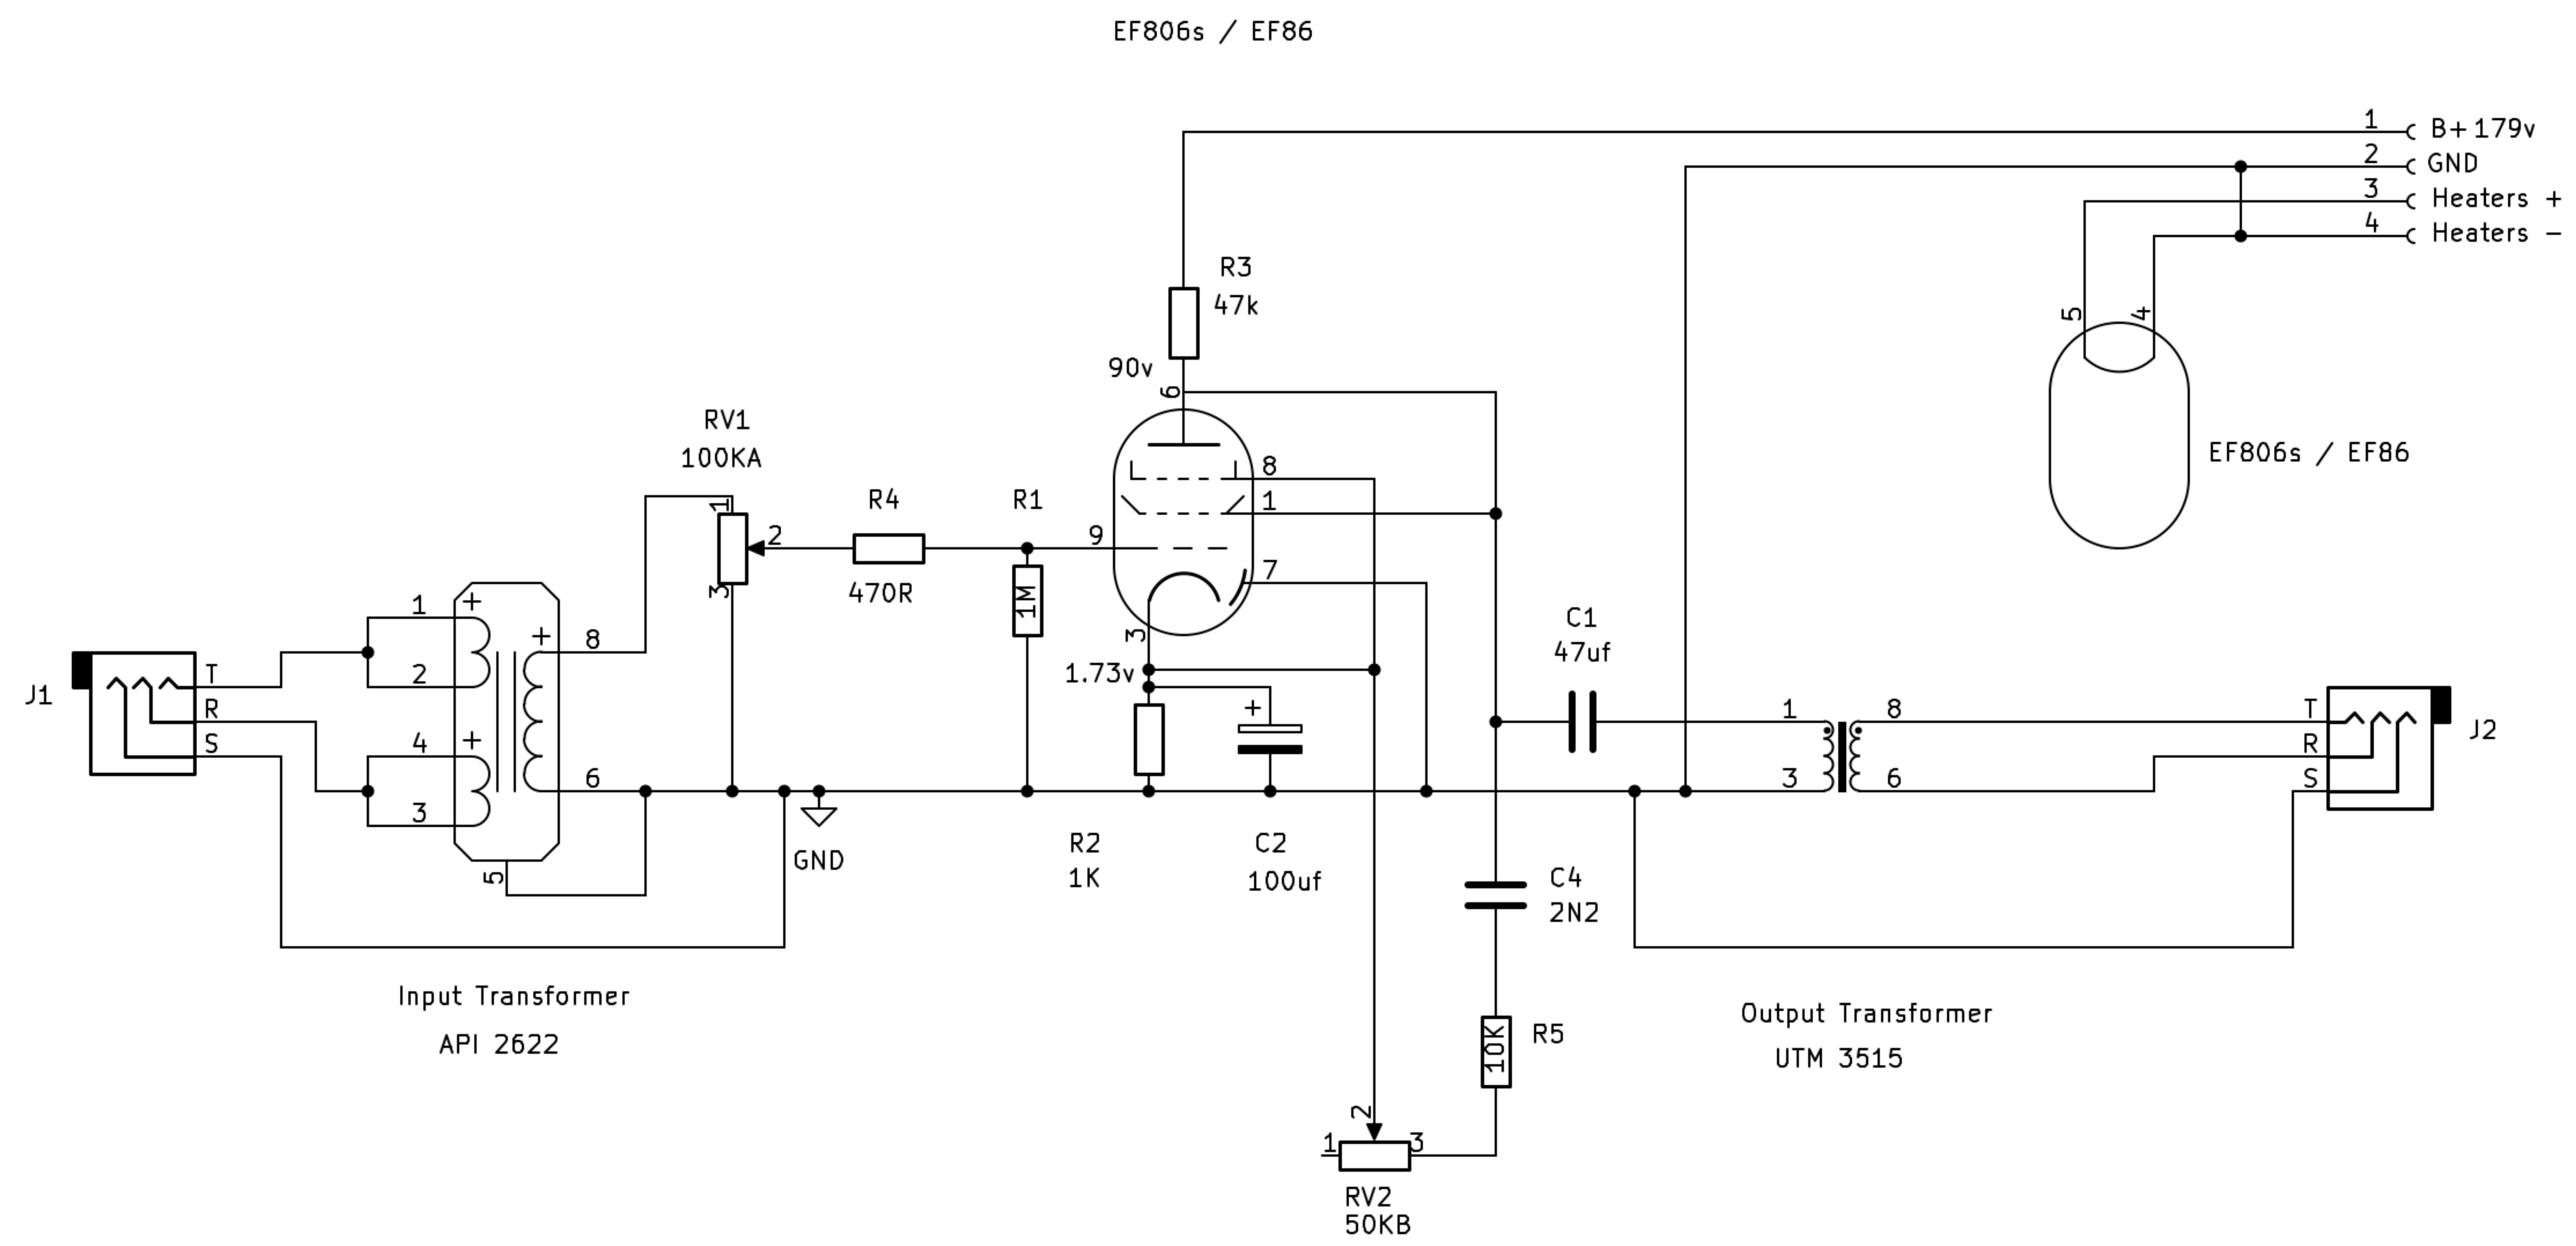 EF806s / EF86
1 B+ 179v
2 GND
3 Heaters +
4 Heaters −
R3
47k
90v
6
5 4
EF806s / EF86
RV1
100KA
1
2
3
R4
470R
R1
1M
9
8
1
7
3
1.73v
+
C1
47uf
J1
T
R
S
1 +
2
4 +
3
+ 8
6
5
GND
R2
1K
C2
100uf
C4
2N2
1 8
3 6
T
R
S
J2
Input Transformer
API 2622
Output Transformer
UTM 3515
10K
R5
2
1 3
RV2
50KB